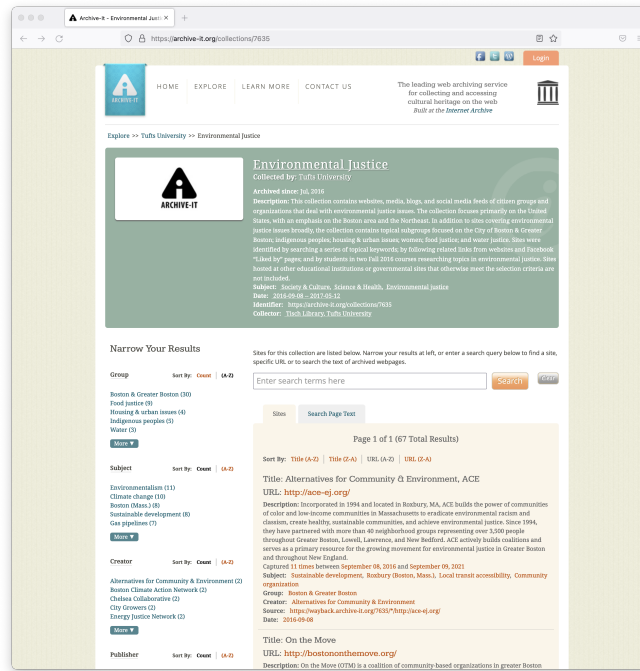 Archive-It - Environmental Justi
https://archive-it.org/collections/7635
Login
ARCHIVE-IT
HOME EXPLORE LEARN MORE CONTACT US
The leading web archiving service
for collecting and accessing
cultural heritage on the web
Built at the Internet Archive
Explore >> Tufts University >> Environmental Justice
ARCHIVE-IT
Environmental Justice
Collected by: Tufts University
Archived since: Jul, 2016
Description: This collection contains websites, media, blogs, and social media feeds of citizen groups and
organizations that deal with environmental justice issues. The collection focuses primarily on the United
States, with an emphasis on the Boston area and the Northeast. In addition to sites covering environmental
justice issues broadly, the collection contains topical subgroups focused on the City of Boston & Greater
Boston; indigenous peoples; housing & urban issues; women; food justice; and water justice. Sites were
identified by searching a series of topical keywords; by following related links from websites and Facebook
"Liked by" pages; and by students in two Fall 2016 courses researching topics in environmental justice. Sites
hosted at other educational institutions or governmental sites that otherwise meet the selection criteria are
not included.
Subject: Society & Culture, Science & Health, Environmental justice
Date: 2016-09-08 – 2017-05-12
Identifier: https://archive-it.org/collections/7635
Collector: Tisch Library, Tufts University
Narrow Your Results
Group Sort By: Count (A-Z)
Boston & Greater Boston (30)
Food justice (9)
Housing & urban issues (4)
Indigenous peoples (5)
Water (3)
More ▼
Subject Sort By: Count (A-Z)
Environmentalism (11)
Climate change (10)
Boston (Mass.) (8)
Sustainable development (8)
Gas pipelines (7)
More ▼
Creator Sort By: Count (A-Z)
Alternatives for Community & Environment (2)
Boston Climate Action Network (2)
Chelsea Collaborative (2)
City Growers (2)
Energy Justice Network (2)
More ▼
Publisher Sort By: Count (A-Z)
Sites for this collection are listed below. Narrow your results at left, or enter a search query below to find a site,
specific URL or to search the text of archived webpages.
Enter search terms here Search Clear
Sites Search Page Text
Page 1 of 1 (67 Total Results)
Sort By: Title (A-Z) Title (Z-A) URL (A-Z) URL (Z-A)
Title: Alternatives for Community & Environment, ACE
URL: http://ace-ej.org/
Description: Incorporated in 1994 and located in Roxbury, MA, ACE builds the power of communities
of color and low-income communities in Massachusetts to eradicate environmental racism and
classism, create healthy, sustainable communities, and achieve environmental justice. Since 1994,
they have partnered with more than 40 neighborhood groups representing over 3,500 people
throughout Greater Boston, Lowell, Lawrence, and New Bedford. ACE actively builds coalitions and
serves as a primary resource for the growing movement for environmental justice in Greater Boston
and throughout New England.
Captured 11 times between September 08, 2016 and September 09, 2021
Subject: Sustainable development, Roxbury (Boston, Mass.), Local transit accessibility, Community
organization
Group: Boston & Greater Boston
Creator: Alternatives for Community & Environment
Source: https://wayback.archive-it.org/7635/*/http:/ace-ej.org/
Date: 2016-09-08
Title: On the Move
URL: http://bostononthemove.org/
Description: On the Move (OTM) is a coalition of community-based organizations in greater Boston